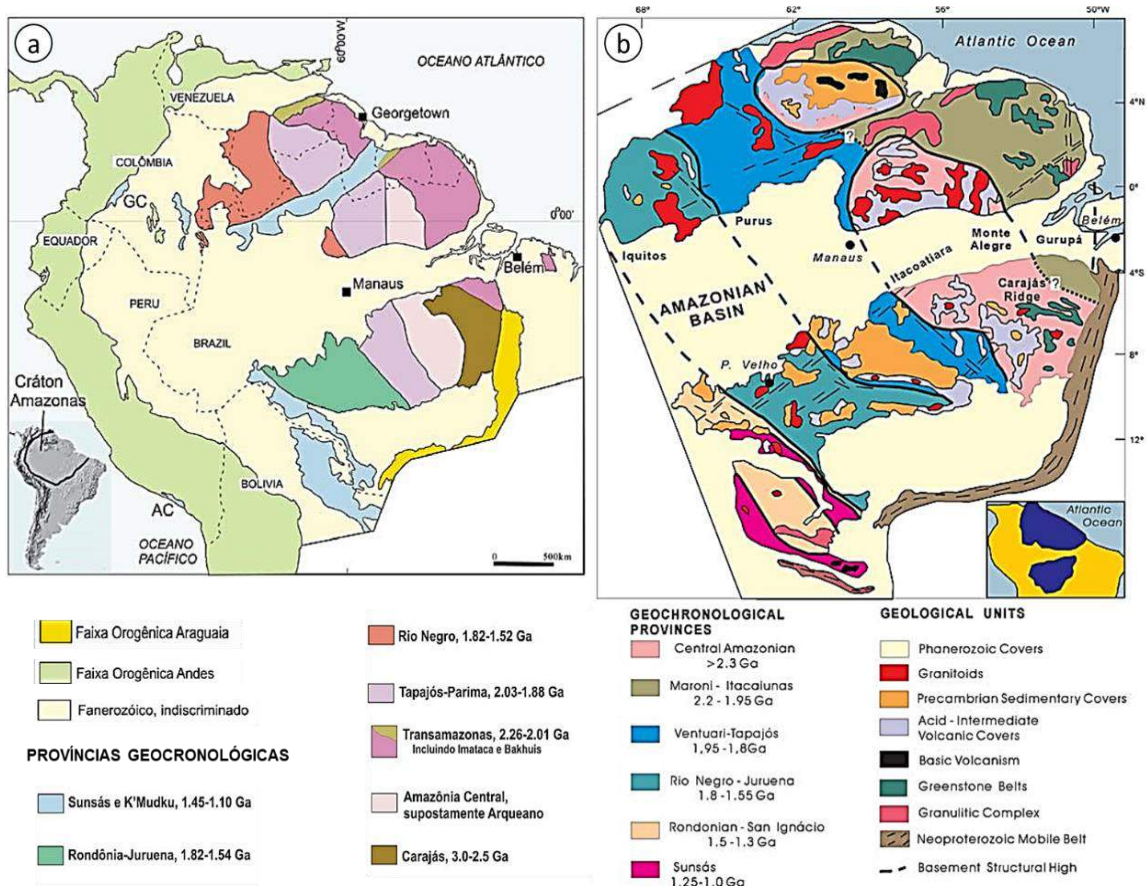 a
60°00'W
OCEANO ATLÂNTICO
VENEZUELA
Georgetown
COLÔMBIA
GC
0°00'
EQUADOR
Belém
Manaus
PERU
BRAZIL
Cráton
Amazonas
BOLIVIA
AC
OCEANO
PACÍFICO
0 500km
Faixa Orogênica Araguaia
Faixa Orogênica Andes
Fanerozóico, indiscriminado
PROVÍNCIAS GEOCRONOLÓGICAS
Sunsás e K'Mudku, 1.45-1.10 Ga
Rondônia-Juruena, 1.82-1.54 Ga
Rio Negro, 1.82-1.52 Ga
Tapajós-Parima, 2.03-1.88 Ga
Transamazonas, 2.26-2.01 Ga
Incluindo Imataca e Bakhuis
Amazônia Central,
supostamente Arqueano
Carajás, 3.0-2.5 Ga
68° 62°W 56° 50°W
b
Atlantic Ocean
4°N
?
0°
Belém
Purus
Monte
Alegre
Gurupá
Iquitos
Manaus
Itacoatiara
4°S
?
AMAZONIAN
BASIN
Carajás
Ridge
8°
P. Velho
12°
Atlantic
Ocean
GEOCHRONOLOGICAL
PROVINCES
Central Amazonian
>2.3 Ga
Maroni - Itacaiunas
2.2 - 1.95 Ga
Ventuari-Tapajós
1,95 -1,8Ga
Rio Negro - Juruena
1.8 - 1.55 Ga
Rondonian - San Ignácio
1.5 - 1.3 Ga
Sunsás
1.25 -1.0 Ga
GEOLOGICAL UNITS
Phanerozoic Covers
Granitoids
Precambrian Sedimentary Covers
Acid - Intermediate
Volcanic Covers
Basic Volcanism
Greenstone Belts
Granulitic Complex
Neoproterozoic Mobile Belt
Basement Structural High